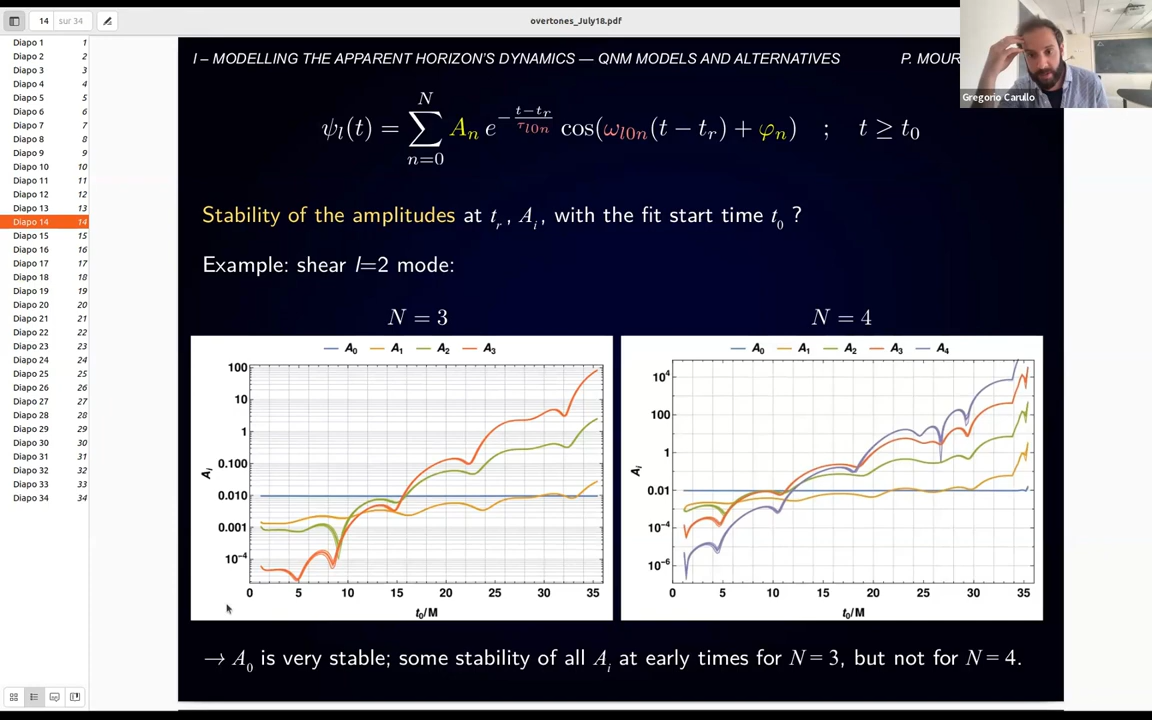 14 sur 34
overtones_July18.pdf
Diapo 1 1
Diapo 2 2
Diapo 3 3
Diapo 4 4
Diapo 5 5
Diapo 6 6
Diapo 7 7
Diapo 8 8
Diapo 9 9
Diapo 10 10
Diapo 11 11
Diapo 12 12
Diapo 13 13
Diapo 14 14
Diapo 15 15
Diapo 16 16
Diapo 17 17
Diapo 18 18
Diapo 19 19
Diapo 20 20
Diapo 21 21
Diapo 22 22
Diapo 23 23
Diapo 24 24
Diapo 25 25
Diapo 26 26
Diapo 27 27
Diapo 28 28
Diapo 29 29
Diapo 30 30
Diapo 31 31
Diapo 32 32
Diapo 33 33
Diapo 34 34
I – MODELLING THE APPARENT HORIZON'S DYNAMICS — QNM MODELS AND ALTERNATIVES P. MOUR
Gregorio Carullo
ψ_l(t) = ∑_{n=0}^{N} A_n e^{-\frac{t-t_r}{τ_{l0n}}} cos(ω_{l0n}(t − t_r) + φ_n) ; t ≥ t_0
Stability of the amplitudes at t_r, A_i, with the fit start time t_0 ?
Example: shear l=2 mode:
N = 3
A_0 A_1 A_2 A_3
100
10
1
0.100
0.010
0.001
10^{-4}
A_i
0 5 10 15 20 25 30 35
t_0/M
N = 4
A_0 A_1 A_2 A_3 A_4
10^4
100
1
0.01
10^{-4}
10^{-6}
A_i
0 5 10 15 20 25 30 35
t_0/M
→ A_0 is very stable; some stability of all A_i at early times for N = 3, but not for N = 4.